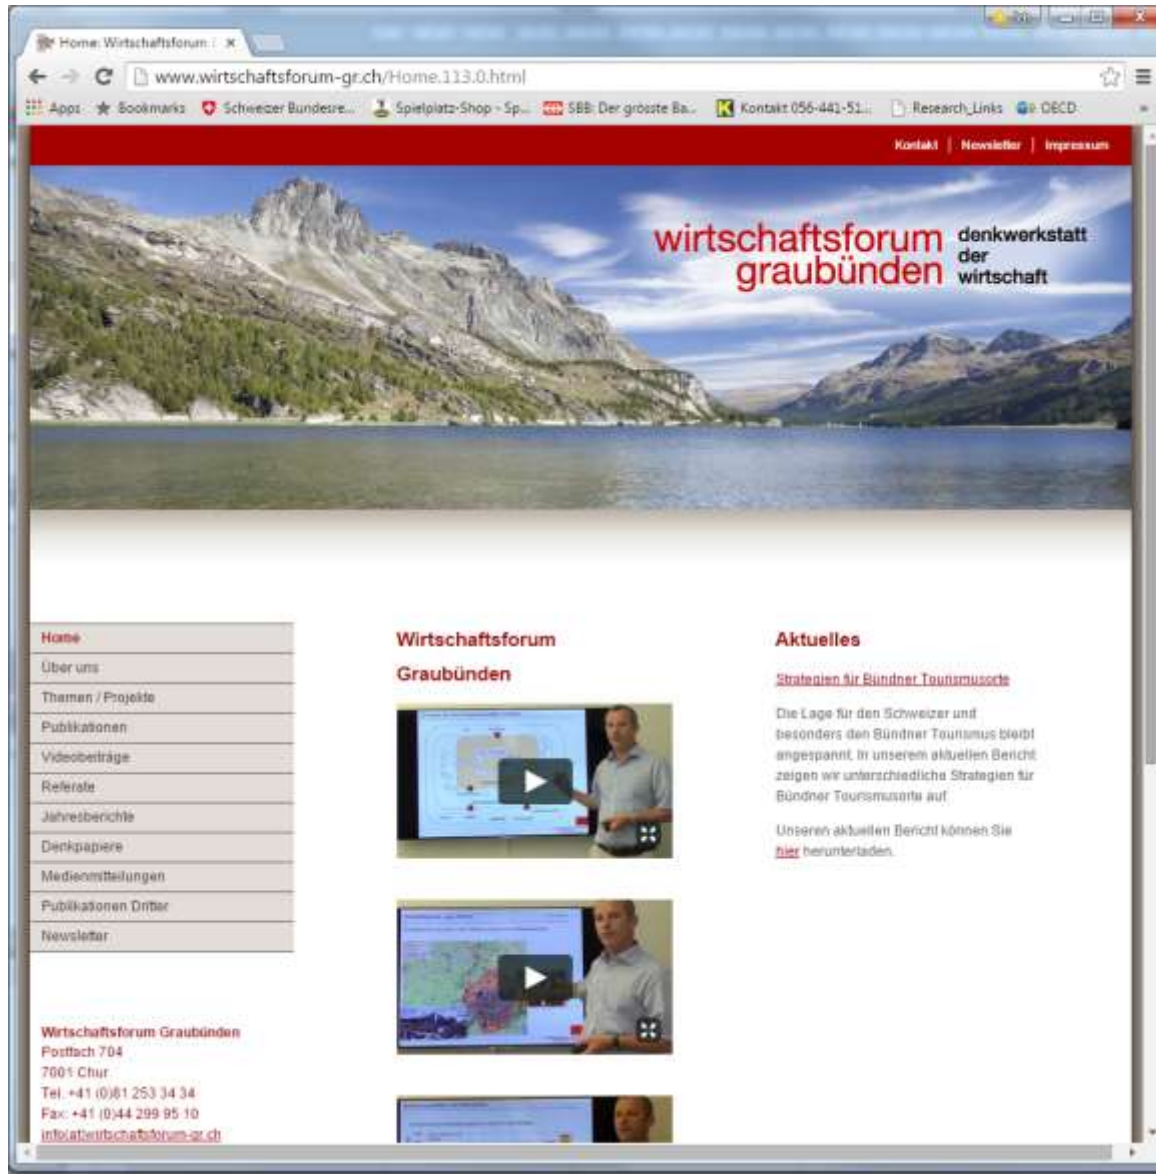 Home: Wirtschaftsforum
www.wirtschaftsforum-gr.ch/Home.113.0.html
Apps Bookmarks Schweizer Bundesre... Spielplatz-Shop - Sp... SBB: Der grösste Ba... Kontakt 056-441-51... Research_Links OECD
Kontakt | Newsletter | Impressum
wirtschaftsforum
graubünden
denkwerkstatt
der
wirtschaft
Home
Über uns
Themen / Projekte
Publikationen
Videobeiträge
Referate
Jahresberichte
Denkpapiere
Medienmitteilungen
Publikationen Dritter
Newsletter
Wirtschaftsforum Graubünden
Postfach 704
7001 Chur
Tel. +41 (0)81 253 34 34
Fax: +41 (0)44 299 95 10
info(at)wirtschaftsforum-gr.ch
Wirtschaftsforum
Graubünden
Aktuelles
Strategien für Bündner Tourismusorte
Die Lage für den Schweizer und
besonders den Bündner Tourismus bleibt
angespannt. In unserem aktuellen Bericht
zeigen wir unterschiedliche Strategien für
Bündner Tourismusorte auf.
Unseren aktuellen Bericht können Sie
hier herunterladen.